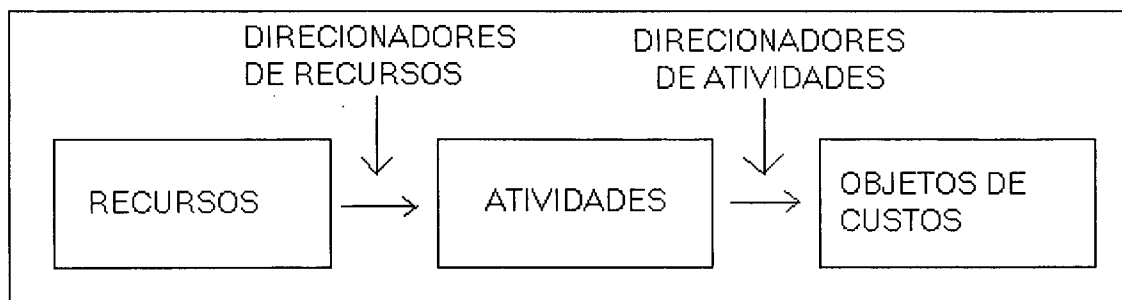 DIRECIONADORES
DE RECURSOS
DIRECIONADORES
DE ATIVIDADES
RECURSOS
ATIVIDADES
OBJETOS DE
CUSTOS